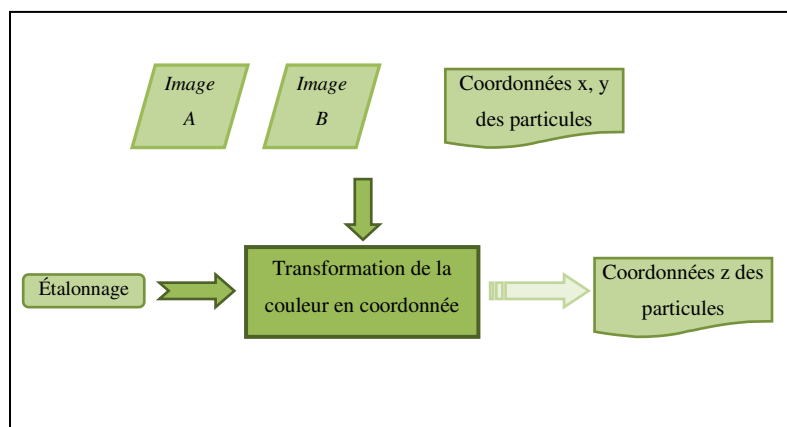 Image
A
Image
B
Coordonnées x, y
des particules
Étalonnage
Transformation de la
couleur en coordonnée
Coordonnées z des
particules